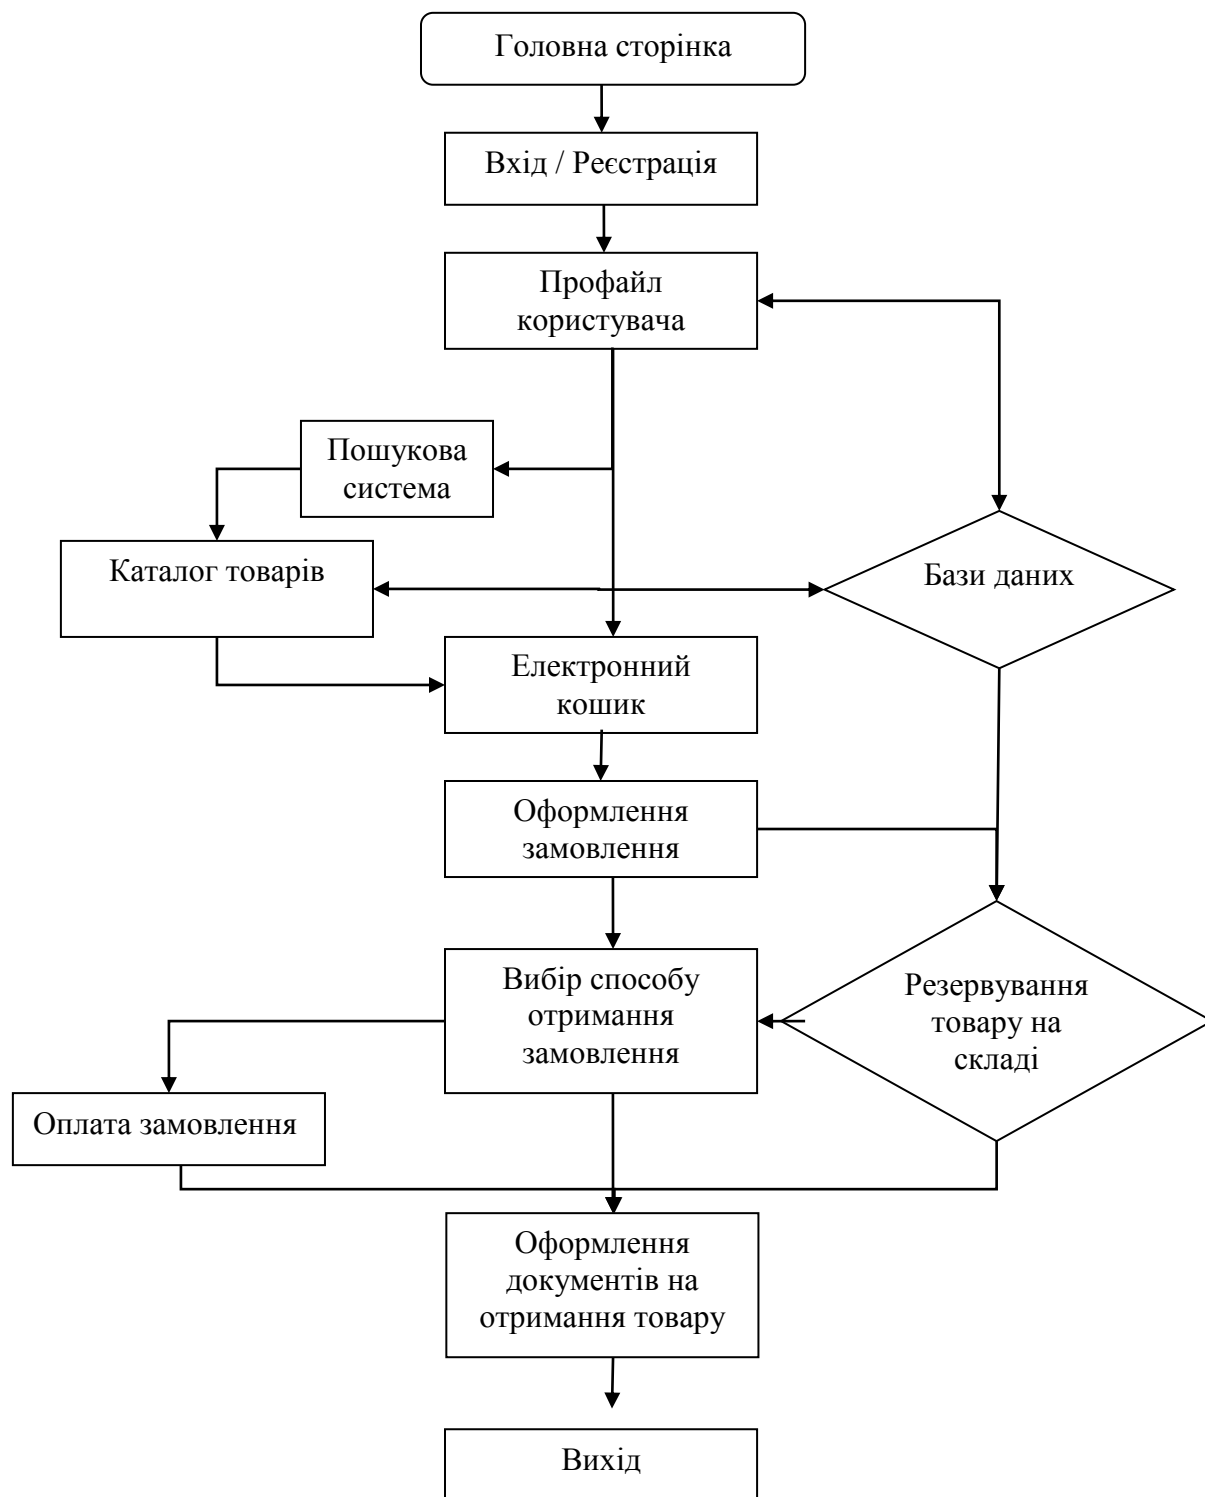 Головна сторінка
Вхід / Реєстрація
Профайл
користувача
Пошукова
система
Каталог товарів
Бази даних
Електронний
кошик
Оформлення
замовлення
Вибір способу
отримання
замовлення
Резервування
товару на
складі
Оплата замовлення
Оформлення
документів на
отримання товару
Вихід